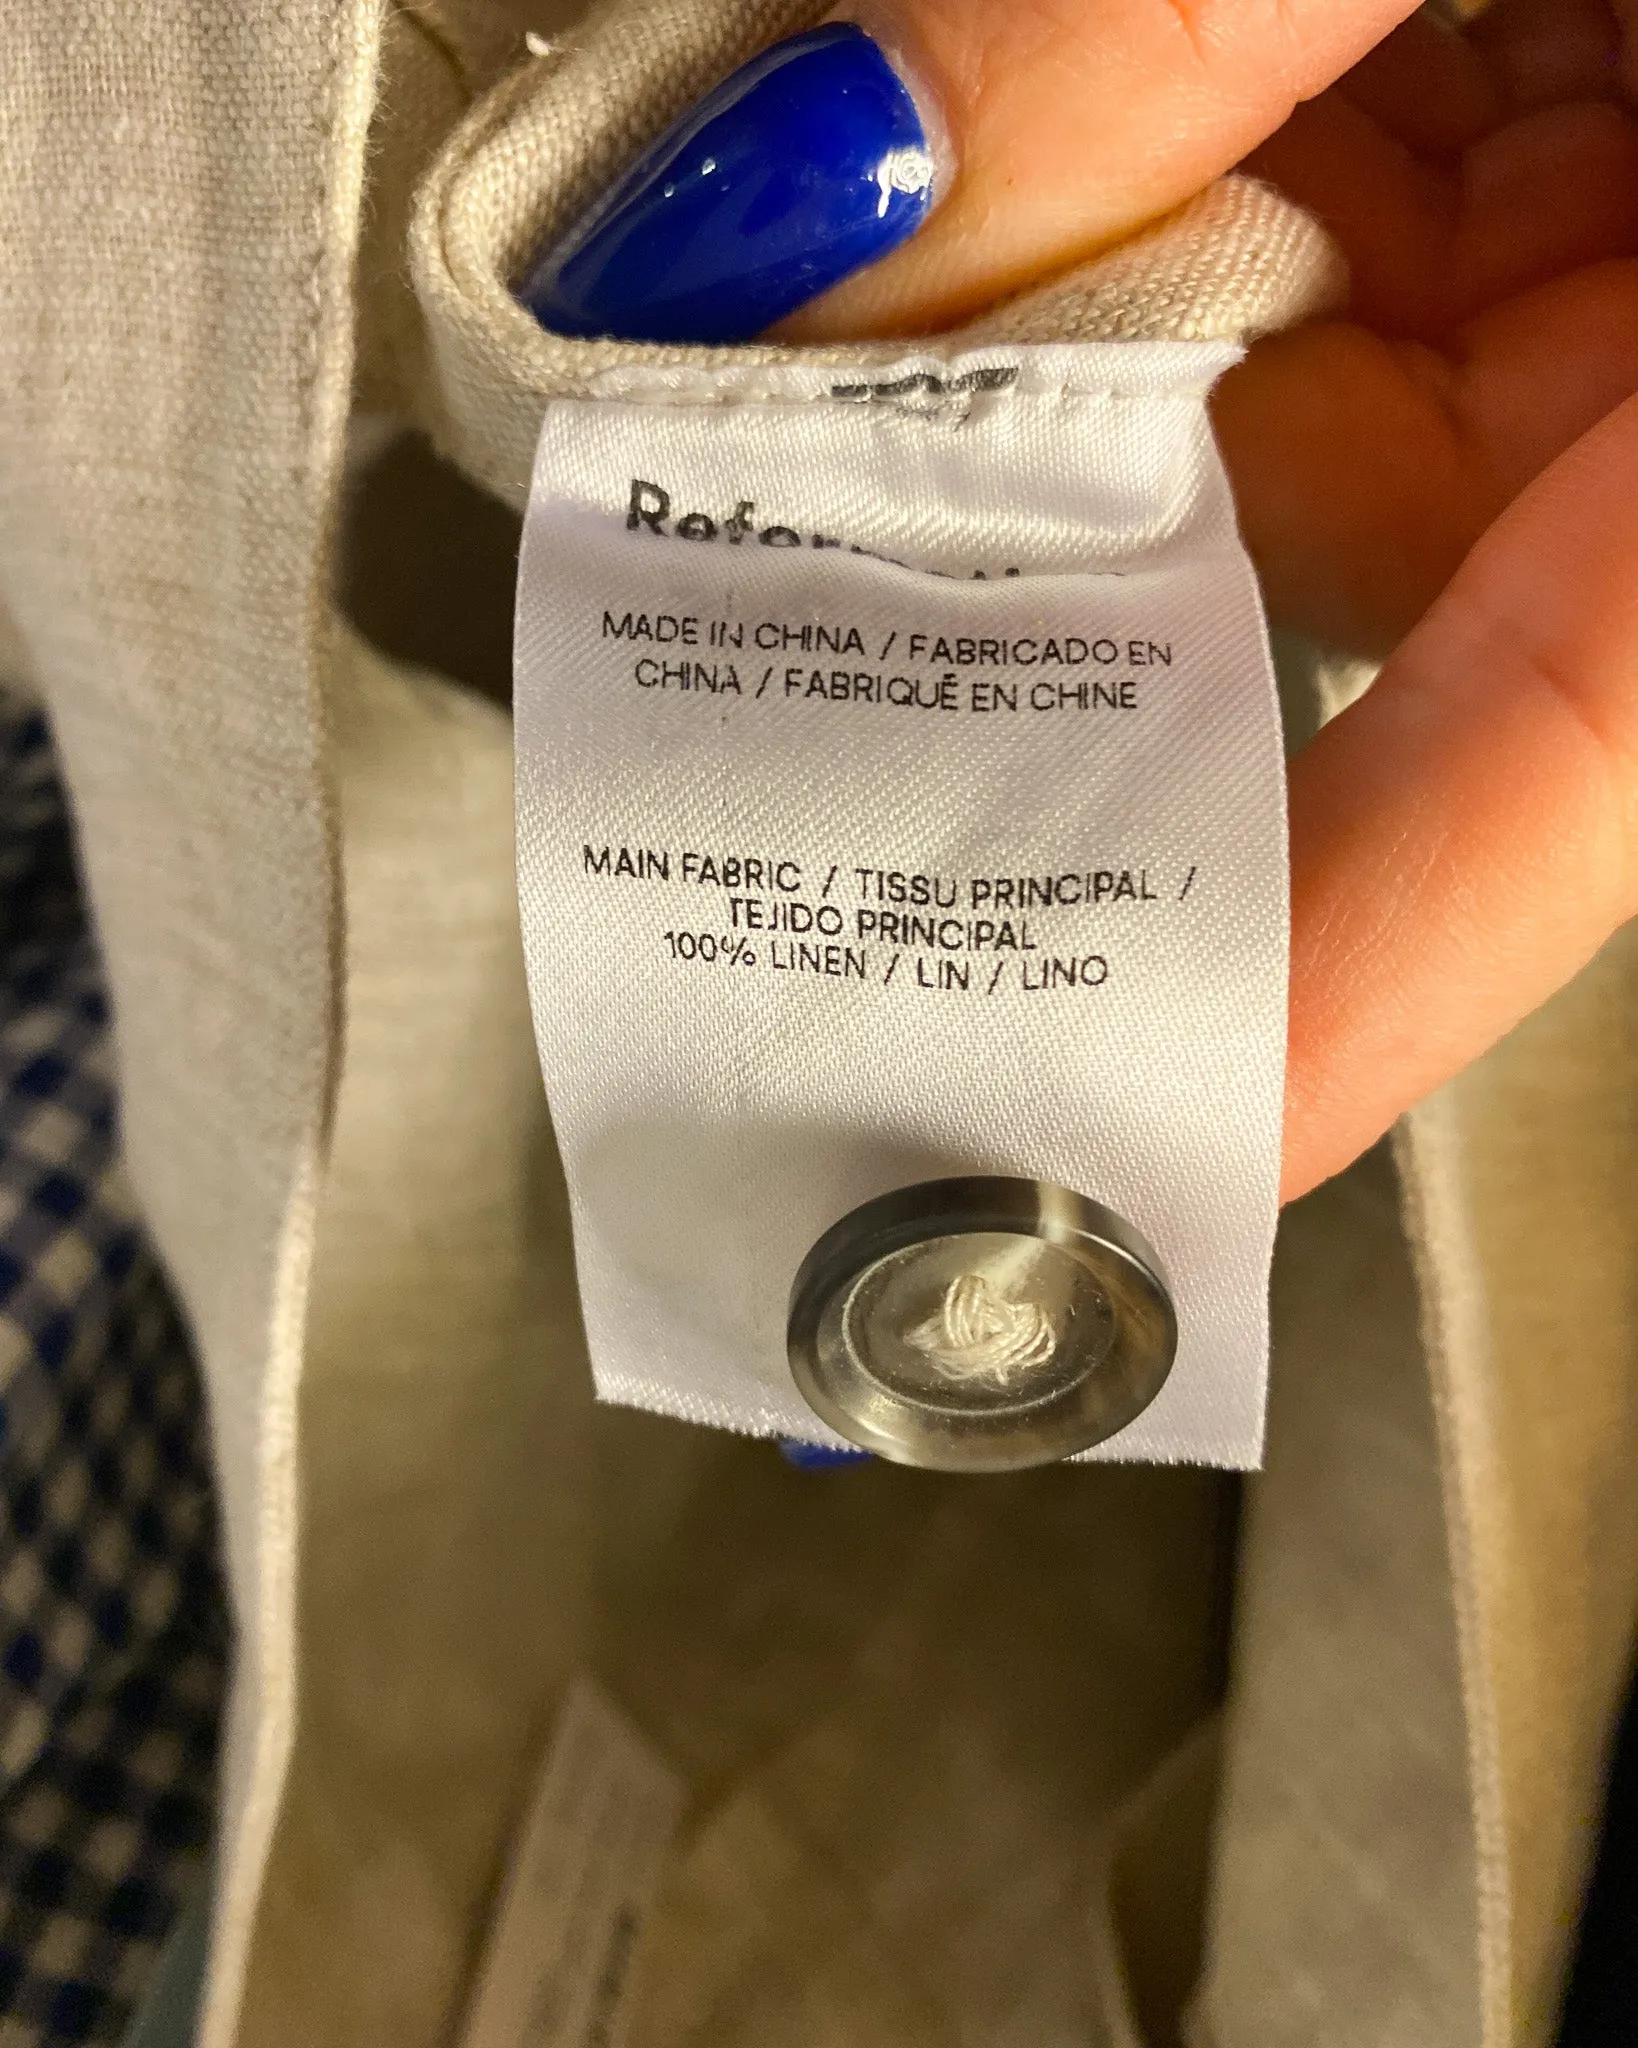 Reformation
MADE IN CHINA / FABRICADO EN
CHINA / FABRIQUÉ EN CHINE
MAIN FABRIC / TISSU PRINCIPAL /
TEJIDO PRINCIPAL
100% LINEN / LIN / LINO